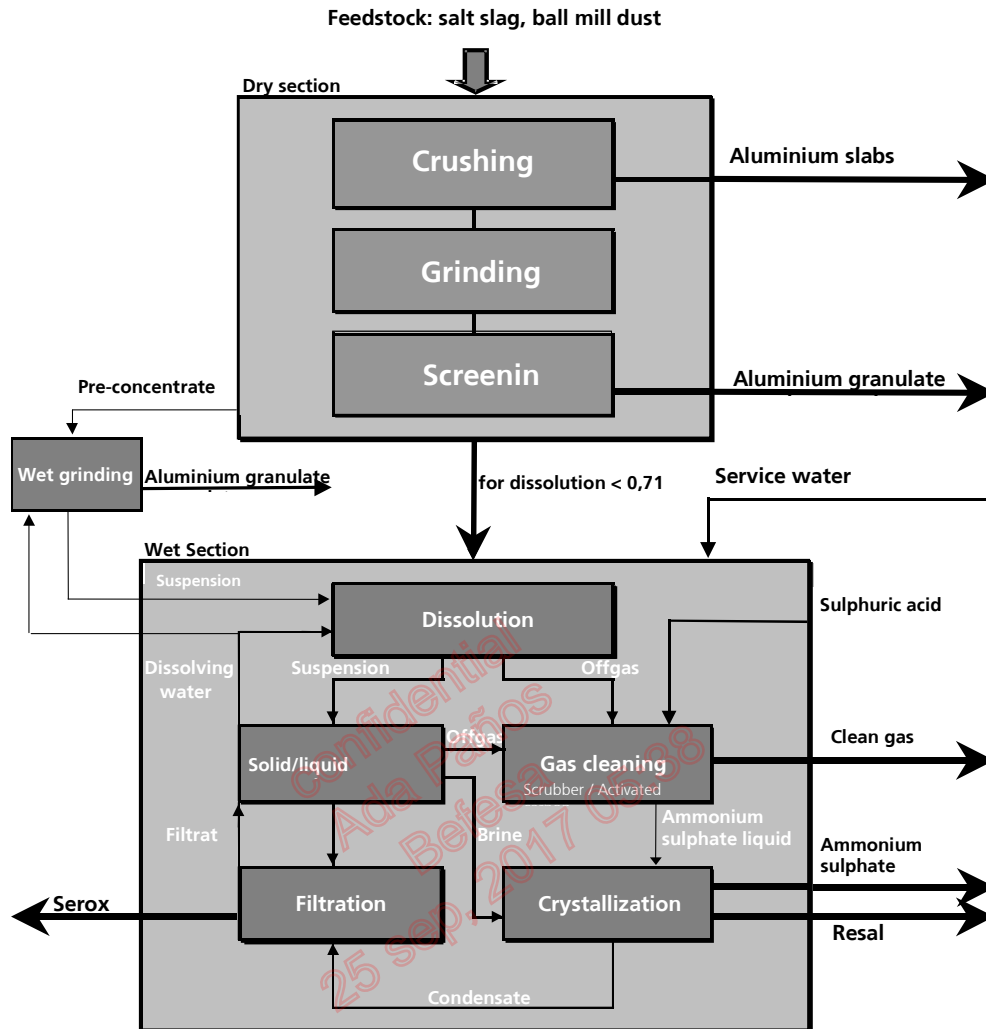 Feedstock: salt slag, ball mill dust
Dry section
Crushing
Aluminium slabs
Grinding
Screenin
Aluminium granulate
Pre-concentrate
Wet grinding
Aluminium granulate
for dissolution < 0,71
Service water
Wet Section
Suspension
Dissolution
Sulphuric acid
Dissolving
water
Suspension
Offgas
Solid/liquid
Offgas
Gas cleaning
Scrubber / Activated
Clean gas
Filtrat
Brine
Ammonium
sulphate liquid
Ammonium
sulphate
Serox
Filtration
Crystallization
Resal
Condensate
confidential
Ada Paños
Befesa
25 sep. 2017 05:38